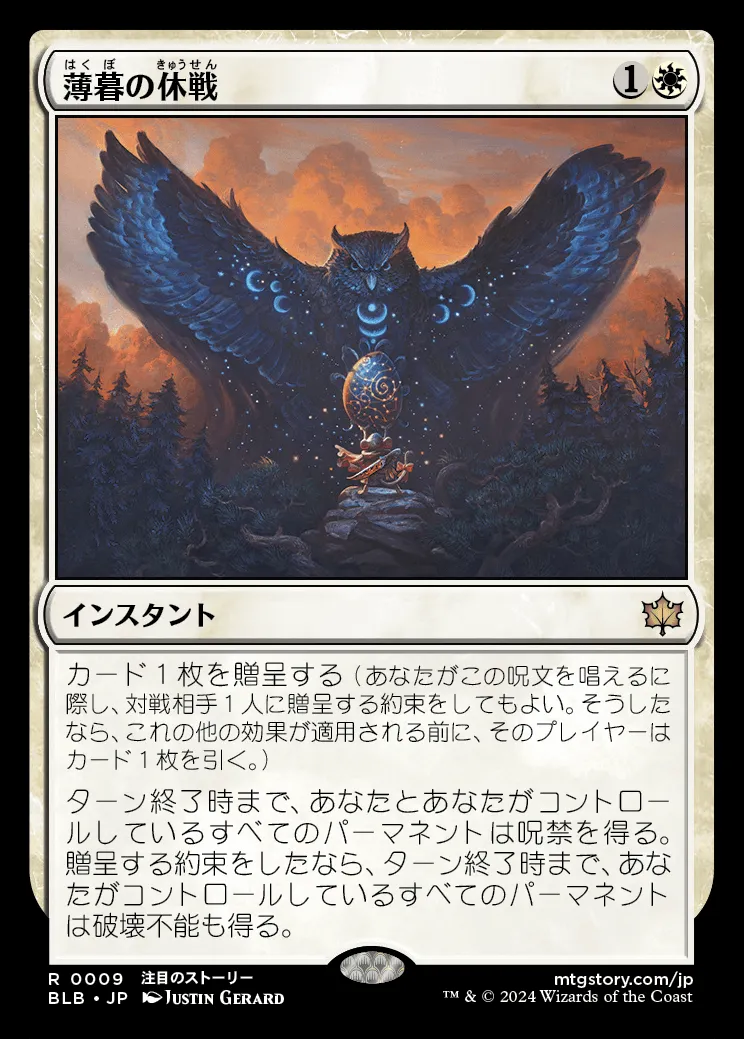 はくぼ きゅうせん
薄暮の休戦 1
インスタント
カード1枚を贈呈する(あなたがこの呪文を唱えるに
際し、対戦相手1人に贈呈する約束をしてもよい。そうした
なら、これの他の効果が適用される前に、そのプレイヤーは
カード1枚を引く。)
ターン終了時まで、あなたとあなたがコントロー
ルしているすべてのパーマネントは呪禁を得る。
贈呈する約束をしたなら、ターン終了時まで、あな
たがコントロールしているすべてのパーマネント
は破壊不能も得る。
R 0009 注目のストーリー mtgstory.com/jp
BLB • JP Justin Gerard ™ & © 2024 Wizards of the Coast